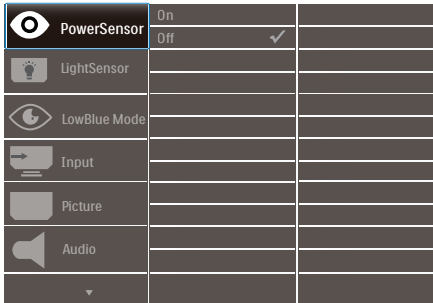 PowerSensor
On
Off
LightSensor
LowBlue Mode
Input
Picture
Audio